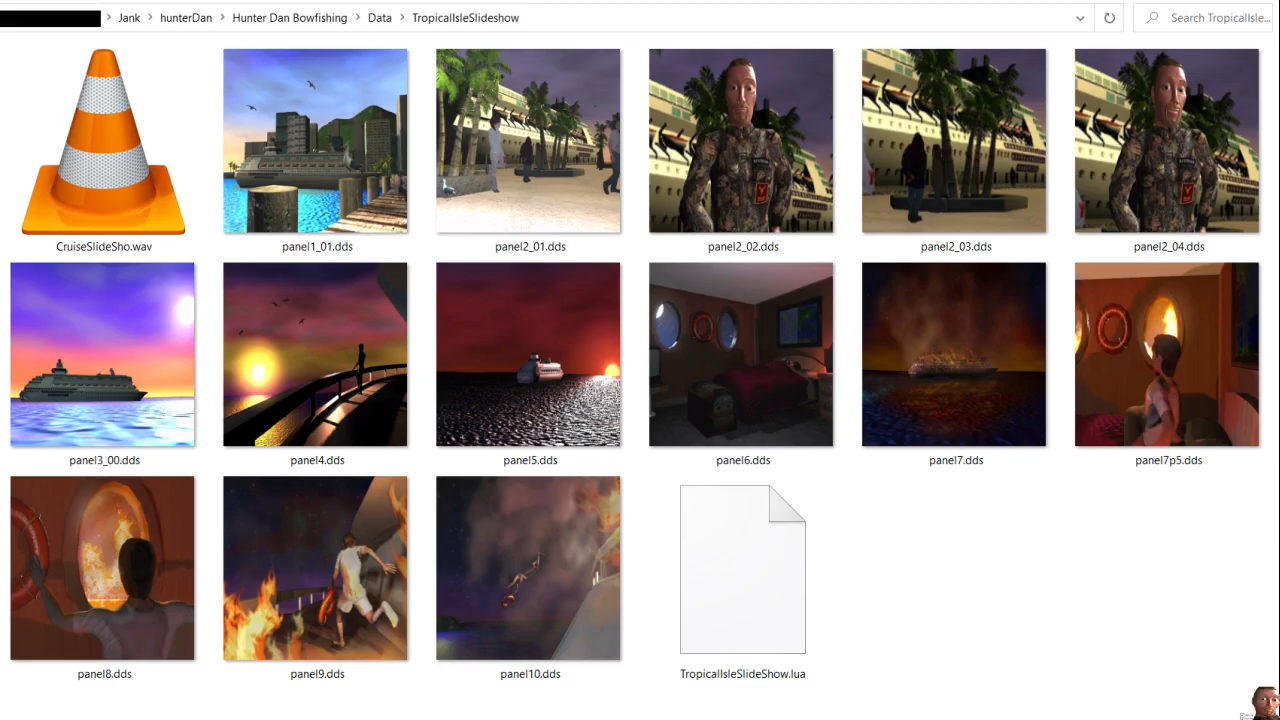 Jank > hunterDan > Hunter Dan Bowfishing > Data > TropicalIsleSlideshow
Search TropicalIsle...
CruiseSlideSho.wav
panel1_01.dds
panel2_01.dds
panel2_02.dds
panel2_03.dds
panel2_04.dds
panel3_00.dds
panel4.dds
panel5.dds
panel6.dds
panel7.dds
panel7p5.dds
panel8.dds
panel9.dds
panel10.dds
TropicalIsleSlideShow.lua